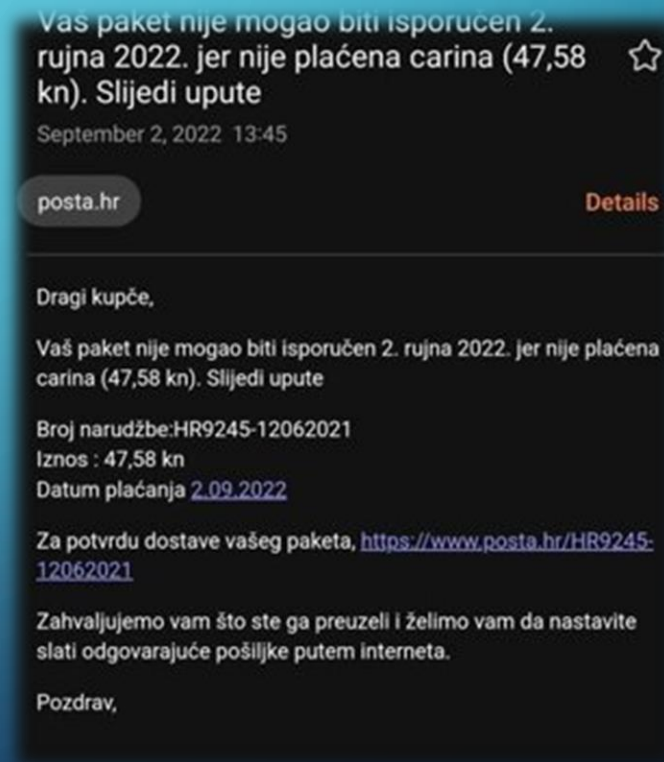 Vaš paket nije mogao biti isporučen 2.
rujna 2022. jer nije plaćena carina (47,58
kn). Slijedi upute
September 2, 2022 13:45
posta.hr
Details
Dragi kupče,
Vaš paket nije mogao biti isporučen 2. rujna 2022. jer nije plaćena
carina (47,58 kn). Slijedi upute
Broj narudžbe:HR9245-12062021
Iznos : 47,58 kn
Datum plaćanja 2.09.2022
Za potvrdu dostave vašeg paketa, https://www.posta.hr/HR9245-
12062021
Zahvaljujemo vam što ste ga preuzeli i želimo vam da nastavite
slati odgovarajuće pošiljke putem interneta.
Pozdrav,